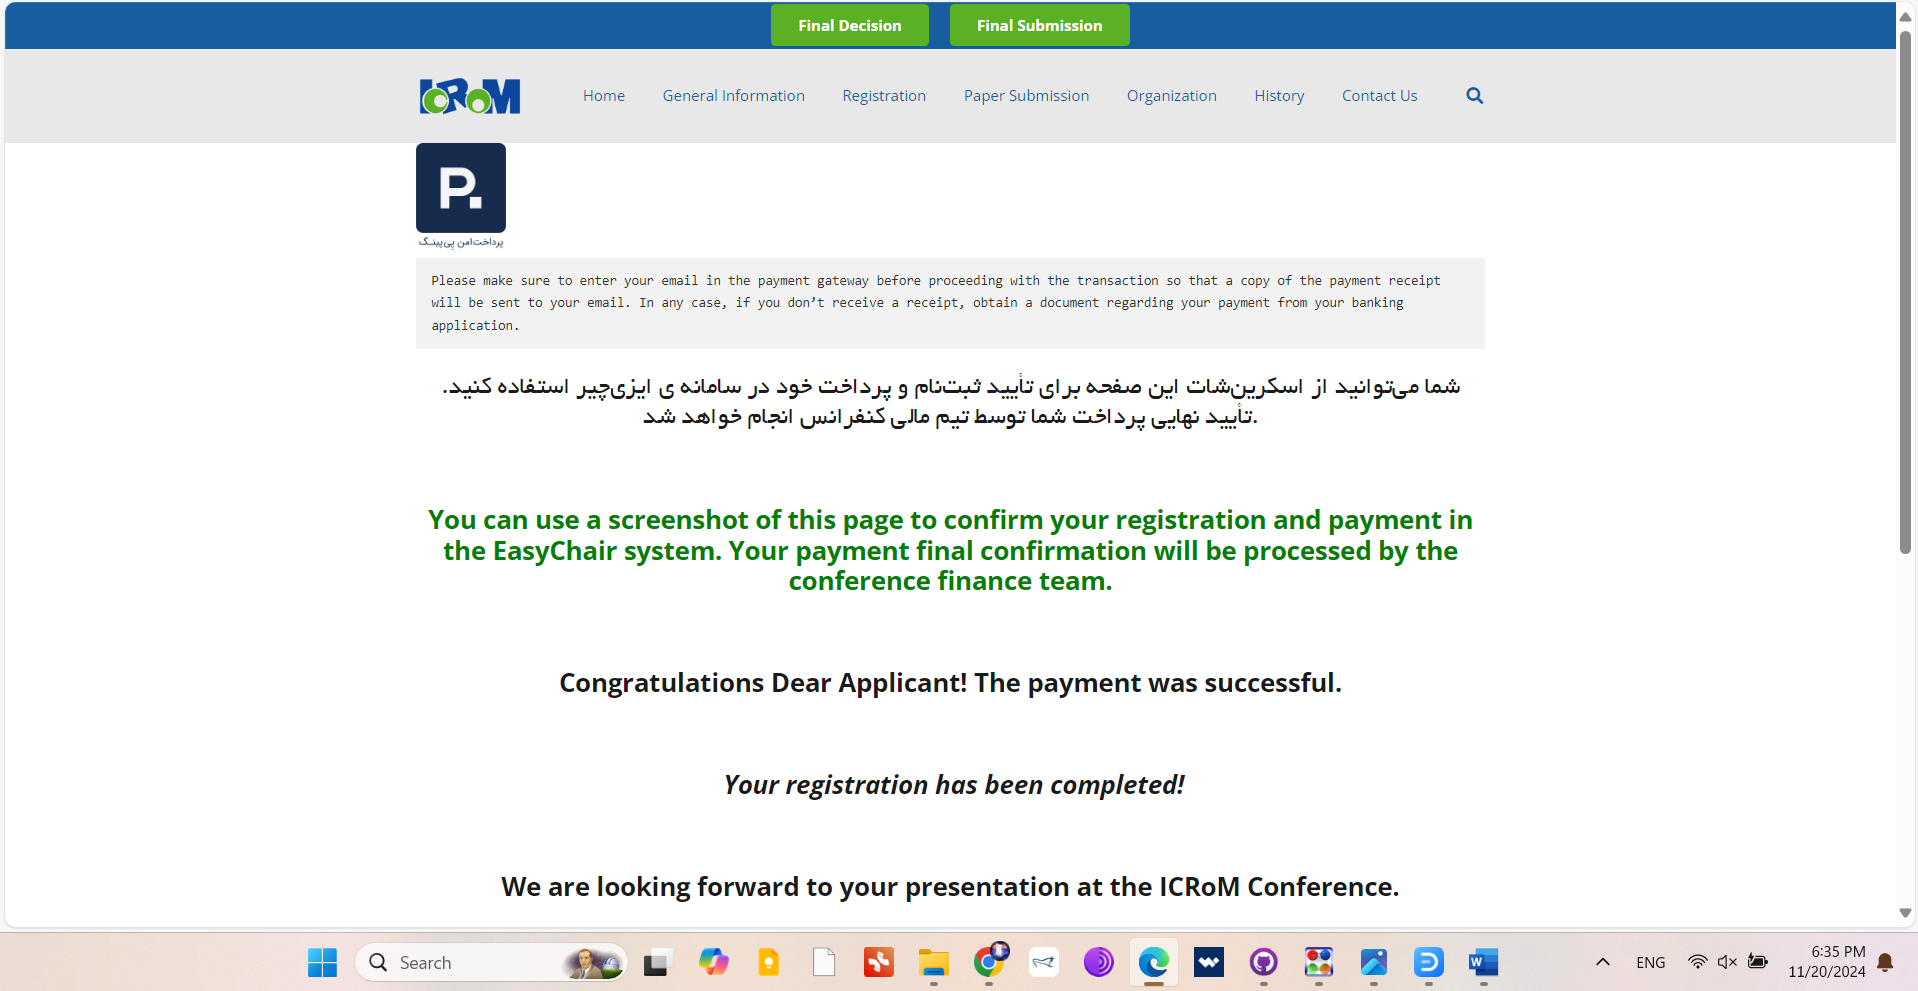 Final Decision Final Submission
ICRoM Home General Information Registration Paper Submission Organization History Contact Us
P.
پرداخت‌امن پی‌پینگ
Please make sure to enter your email in the payment gateway before proceeding with the transaction so that a copy of the payment receipt
will be sent to your email. In any case, if you don’t receive a receipt, obtain a document regarding your payment from your banking
application.
شما می‌توانید از اسکرین‌شات این صفحه برای تأیید ثبت‌نام و پرداخت خود در سامانه ی ایزی‌چیر استفاده کنید.
.تأیید نهایی پرداخت شما توسط تیم مالی کنفرانس انجام خواهد شد
You can use a screenshot of this page to confirm your registration and payment in
the EasyChair system. Your payment final confirmation will be processed by the
conference finance team.
Congratulations Dear Applicant! The payment was successful.
Your registration has been completed!
We are looking forward to your presentation at the ICRoM Conference.
Search ENG 6:35 PM
11/20/2024